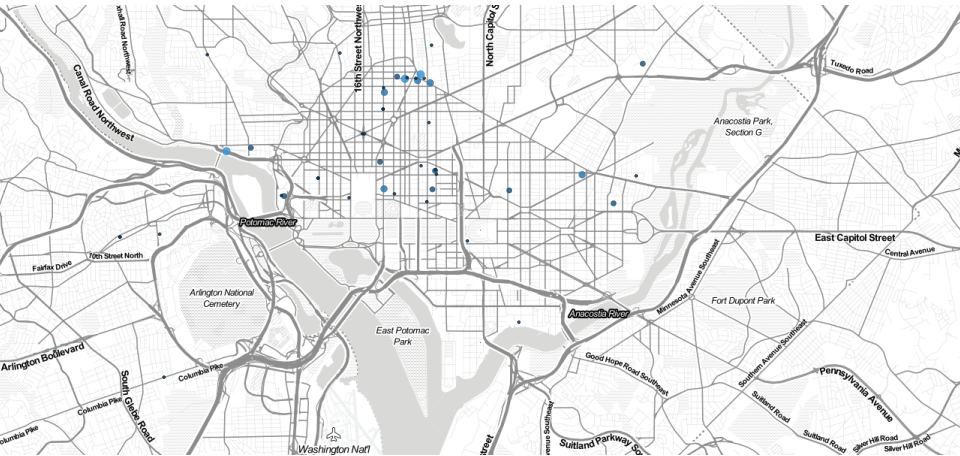 16th Street Northwest
North Capitol S
Canal Road Northwest
Tuxedo Road
Anacostia Park,
Section G
Potomac River
East Capitol Street
Central Avenue
Fairfax Drive
10th Street North
Arlington National
Cemetery
Minnesota Avenue Southeast
Fort Dupont Park
Anacostia River
East Potomac
Park
Arlington Boulevard
Columbia Pike
Good Hope Road Southeast
Southern Avenue Southeast
Pennsylvania Avenue
South Glebe Road
Columbia Pike
olumbia Pike
Suitland Road
Suitland Road
Silver Hill Road
Silver Hill Road
Washington Nat'l
Street
enue Southeast
Suitland Parkway So